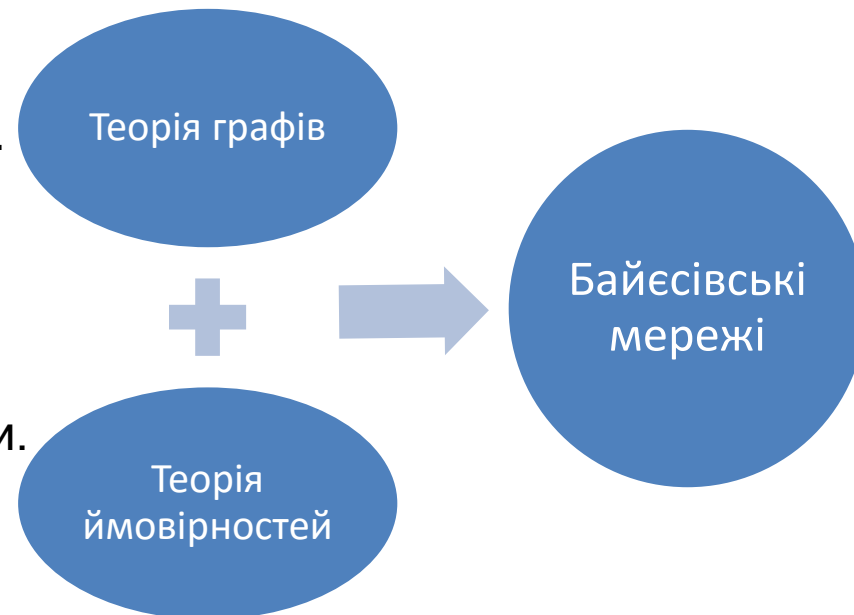 Теорія графів
.
Байєсівські
мережі
и.
Теорія
ймовірностей